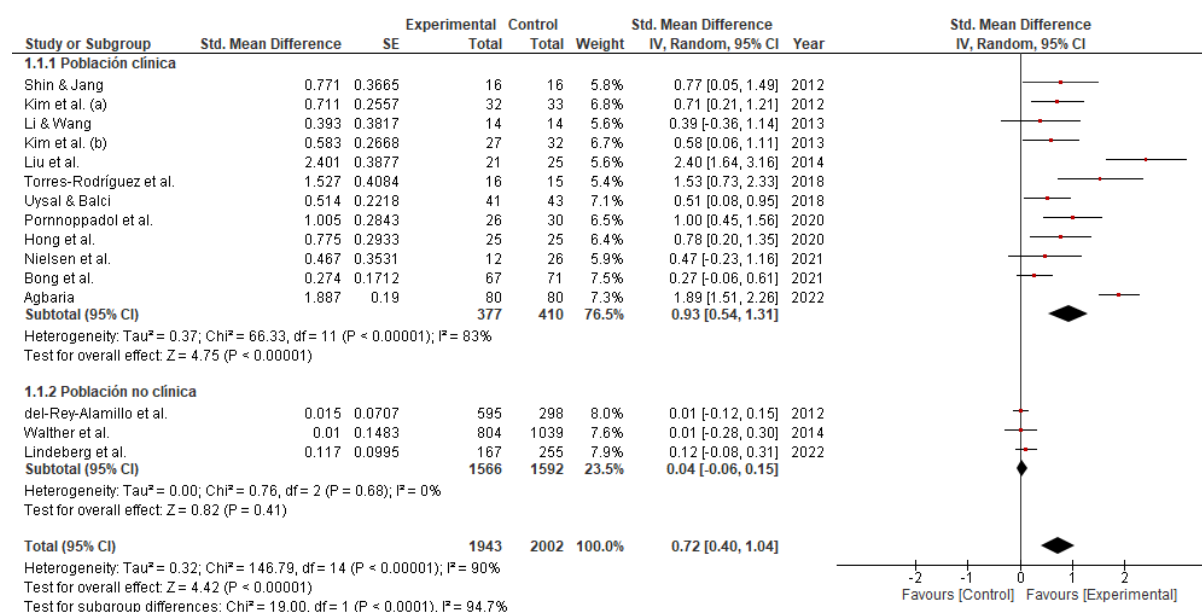 Experimental Control Std. Mean Difference Std. Mean Difference
Study or Subgroup Std. Mean Difference SE Total Total Weight IV, Random, 95% CI Year IV, Random, 95% CI
1.1.1 Población clínica
Shin & Jang 0.771 0.3665 16 16 5.8% 0.77 [0.05, 1.49] 2012
Kim et al. (a) 0.711 0.2557 32 33 6.8% 0.71 [0.21, 1.21] 2012
Li & Wang 0.393 0.3817 14 14 5.6% 0.39 [-0.36, 1.14] 2013
Kim et al. (b) 0.583 0.2668 27 32 6.7% 0.58 [0.06, 1.11] 2013
Liu et al. 2.401 0.3877 21 25 5.6% 2.40 [1.64, 3.16] 2014
Torres-Rodríguez et al. 1.527 0.4084 16 15 5.4% 1.53 [0.73, 2.33] 2018
Uysal & Balci 0.514 0.2218 41 43 7.1% 0.51 [0.08, 0.95] 2018
Pornnoppadol et al. 1.005 0.2843 26 30 6.5% 1.00 [0.45, 1.56] 2020
Hong et al. 0.775 0.2933 25 25 6.4% 0.78 [0.20, 1.35] 2020
Nielsen et al. 0.467 0.3531 12 26 5.9% 0.47 [-0.23, 1.16] 2021
Bong et al. 0.274 0.1712 67 71 7.5% 0.27 [-0.06, 0.61] 2021
Agbaria 1.887 0.19 80 80 7.3% 1.89 [1.51, 2.26] 2022
Subtotal (95% CI) 377 410 76.5% 0.93 [0.54, 1.31]
Heterogeneity: Tau² = 0.37; Chi² = 66.33, df = 11 (P < 0.00001); I² = 83%
Test for overall effect: Z = 4.75 (P < 0.00001)
1.1.2 Población no clínica
del-Rey-Alamillo et al. 0.015 0.0707 595 298 8.0% 0.01 [-0.12, 0.15] 2012
Walther et al. 0.01 0.1483 804 1039 7.6% 0.01 [-0.28, 0.30] 2014
Lindeberg et al. 0.117 0.0995 167 255 7.9% 0.12 [-0.08, 0.31] 2022
Subtotal (95% CI) 1566 1592 23.5% 0.04 [-0.06, 0.15]
Heterogeneity: Tau² = 0.00; Chi² = 0.76, df = 2 (P = 0.68); I² = 0%
Test for overall effect: Z = 0.82 (P = 0.41)
Total (95% CI) 1943 2002 100.0% 0.72 [0.40, 1.04]
Heterogeneity: Tau² = 0.32; Chi² = 146.79, df = 14 (P < 0.00001); I² = 90%
Test for overall effect: Z = 4.42 (P < 0.00001)
Test for subgroup differences: Chi² = 19.00, df = 1 (P < 0.0001), I² = 94.7%
-2 -1 0 1 2
Favours [Control] Favours [Experimental]